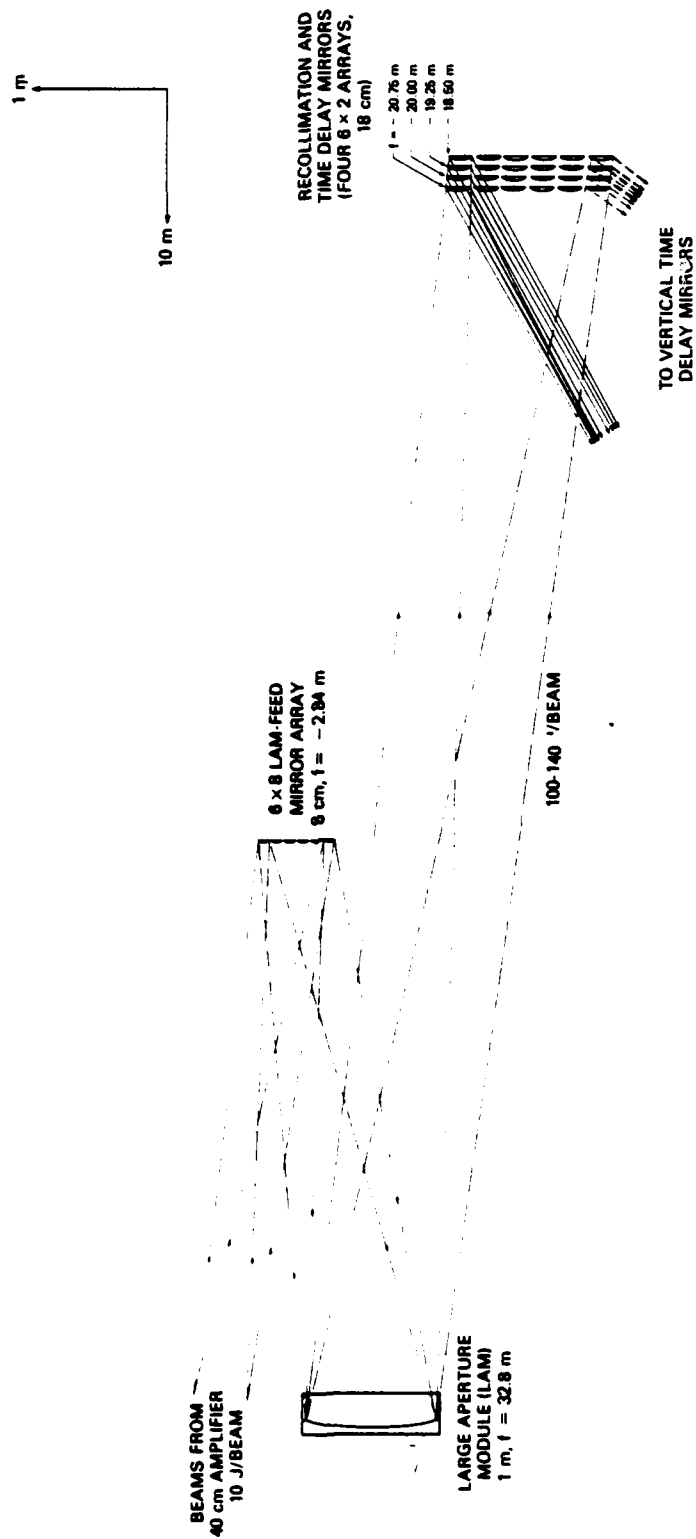 1 m
10 m
RECOLLIMATION AND
TIME DELAY MIRRORS
(FOUR 6 × 2 ARRAYS,
18 cm)
f = - 20.75 m
- 20.00 m
- 19.25 m
- 18.50 m
TO VERTICAL TIME
DELAY MIRRORS
6 x 8 LAM-FEED
MIRROR ARRAY
8 cm, f = −2.84 m
100-140 /BEAM
BEAMS FROM
40 cm AMPLIFIER
10 J/BEAM
LARGE APERTURE
MODULE (LAM)
1 m, f = 32.8 m